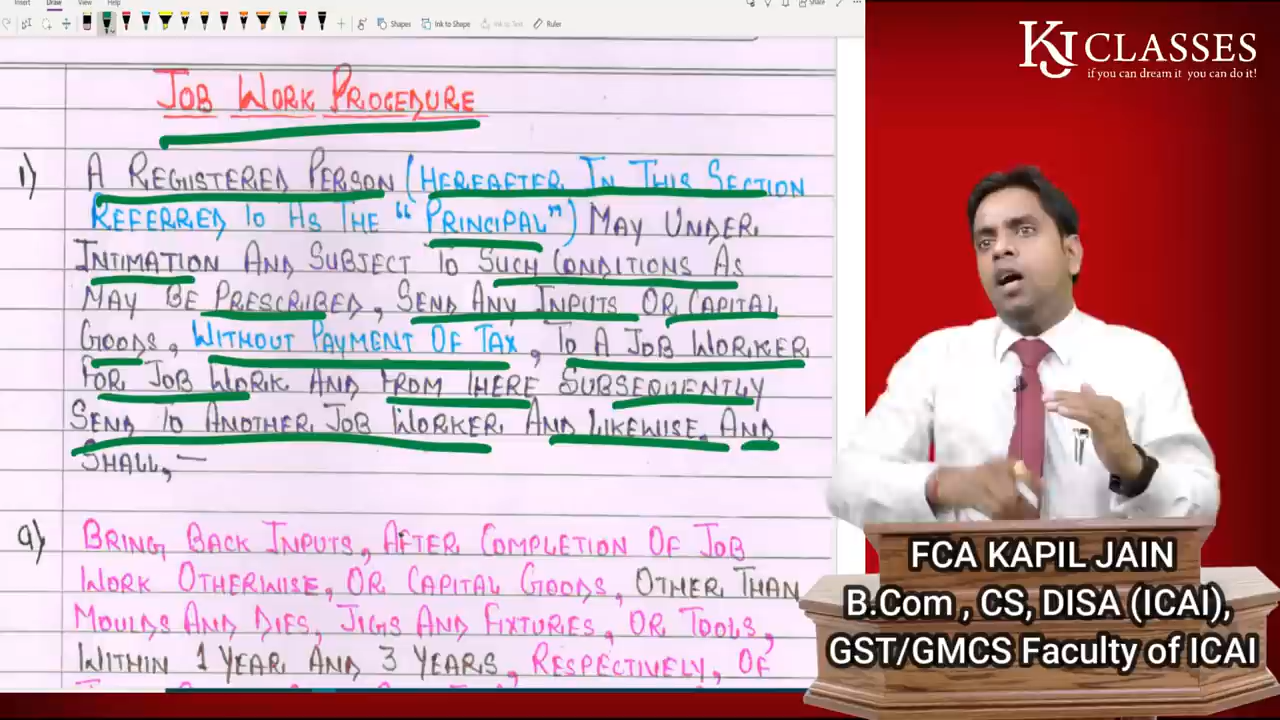 Insert Draw View Help Share
Shapes Ink to Shape Ink to Text Ruler
KJ CLASSES
if you can dream it you can do it!
JOB WORK PROCEDURE
1) A REGISTERED PERSON (HEREAFTER IN THIS SECTION
REFERRED TO AS THE "PRINCIPAL") MAY UNDER
INTIMATION AND SUBJECT TO SUCH CONDITIONS AS
MAY BE PRESCRIBED, SEND ANY INPUTS OR CAPITAL
GOODS, WITHOUT PAYMENT OF TAX, TO A JOB WORKER
FOR JOB WORK AND FROM THERE SUBSEQUENTLY
SEND TO ANOTHER JOB WORKER AND LIKEWISE, AND
SHALL,—
a) BRING BACK INPUTS, AFTER COMPLETION OF JOB
WORK OTHERWISE, OR CAPITAL GOODS, OTHER THAN
MOULDS AND DIES, JIGS AND FIXTURES, OR TOOLS,
WITHIN 1 YEAR AND 3 YEARS, RESPECTIVELY, OF
FCA KAPIL JAIN
B.Com , CS, DISA (ICAI),
GST/GMCS Faculty of ICAI